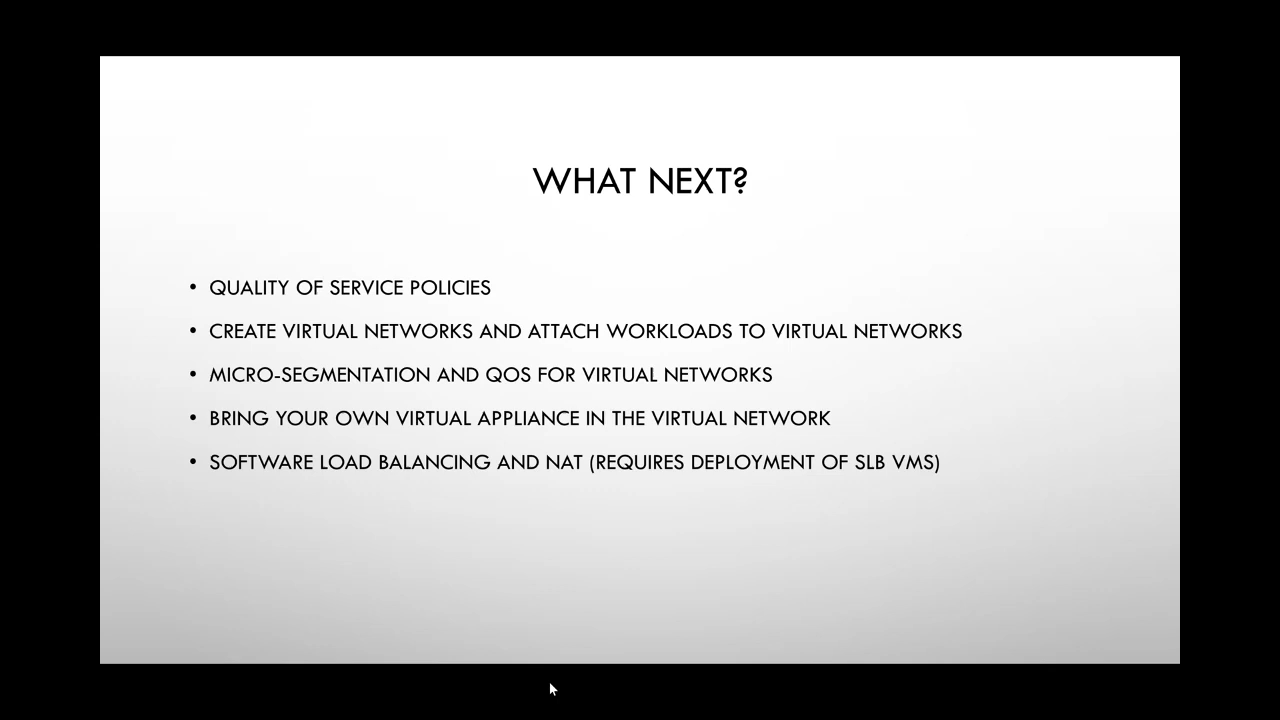 WHAT NEXT?
• QUALITY OF SERVICE POLICIES
• CREATE VIRTUAL NETWORKS AND ATTACH WORKLOADS TO VIRTUAL NETWORKS
• MICRO-SEGMENTATION AND QOS FOR VIRTUAL NETWORKS
• BRING YOUR OWN VIRTUAL APPLIANCE IN THE VIRTUAL NETWORK
• SOFTWARE LOAD BALANCING AND NAT (REQUIRES DEPLOYMENT OF SLB VMS)